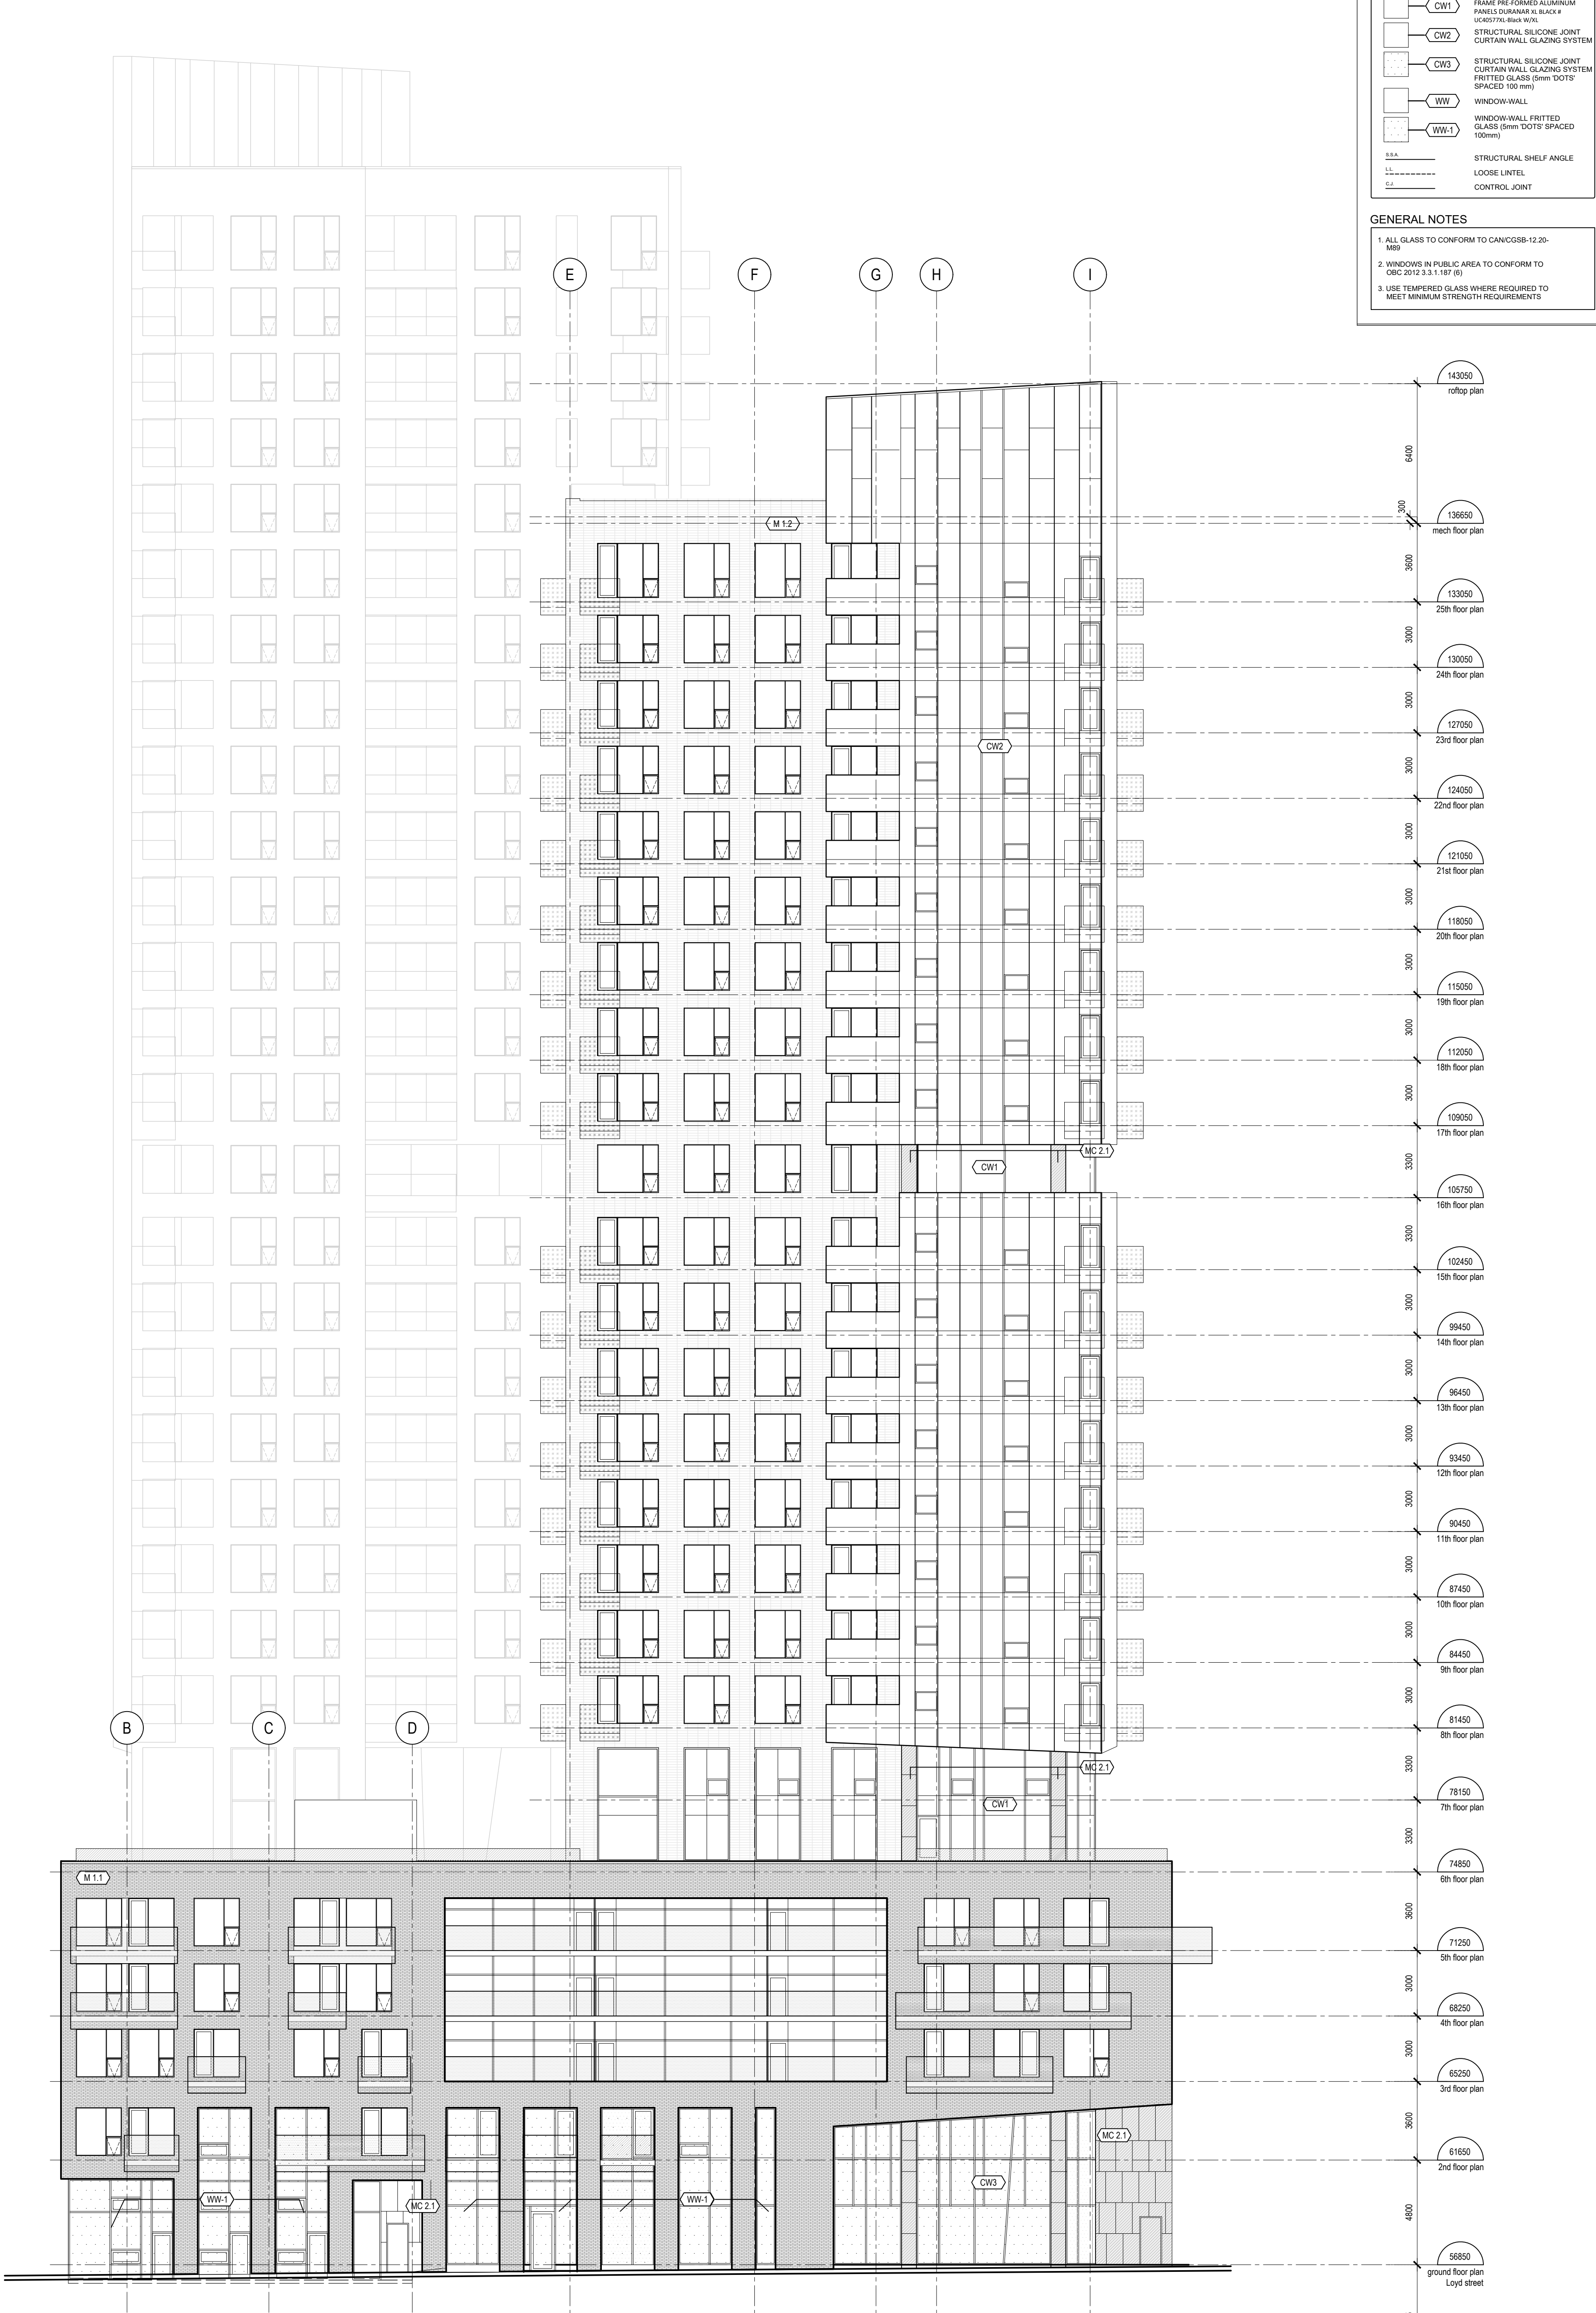 CW1
FRAME PRE-FORMED ALUMINUM
PANELS DURANAR XL BLACK #
UC40577XL-Black W/XL
CW2
STRUCTURAL SILICONE JOINT
CURTAIN WALL GLAZING SYSTEM
CW3
STRUCTURAL SILICONE JOINT
CURTAIN WALL GLAZING SYSTEM
FRITTED GLASS (5mm 'DOTS'
SPACED 100 mm)
WW
WINDOW-WALL
WW-1
WINDOW-WALL FRITTED
GLASS (5mm 'DOTS' SPACED
100mm)
S.S.A.
STRUCTURAL SHELF ANGLE
L.L.
LOOSE LINTEL
C.J.
CONTROL JOINT
GENERAL NOTES
1. ALL GLASS TO CONFORM TO CAN/CGSB-12.20-
M89
2. WINDOWS IN PUBLIC AREA TO CONFORM TO
OBC 2012 3.3.1.187 (6)
3. USE TEMPERED GLASS WHERE REQUIRED TO
MEET MINIMUM STRENGTH REQUIREMENTS
E
F
G
H
I
143050
roftop plan
6400
300
136650
mech floor plan
M 1.2
3600
133050
25th floor plan
3000
130050
24th floor plan
3000
127050
23rd floor plan
CW2
3000
124050
22nd floor plan
3000
121050
21st floor plan
3000
118050
20th floor plan
3000
115050
19th floor plan
3000
112050
18th floor plan
3000
109050
17th floor plan
MC 2.1
CW1
3300
105750
16th floor plan
3300
102450
15th floor plan
3000
99450
14th floor plan
3000
96450
13th floor plan
3000
93450
12th floor plan
3000
90450
11th floor plan
3000
87450
10th floor plan
3000
84450
9th floor plan
3000
B
C
D
81450
8th floor plan
3300
MC 2.1
CW1
78150
7th floor plan
3300
74850
6th floor plan
M 1.1
3600
71250
5th floor plan
3000
68250
4th floor plan
3000
65250
3rd floor plan
3600
MC 2.1
61650
2nd floor plan
CW3
WW-1
MC 2.1
WW-1
4800
56850
ground floor plan
Loyd street